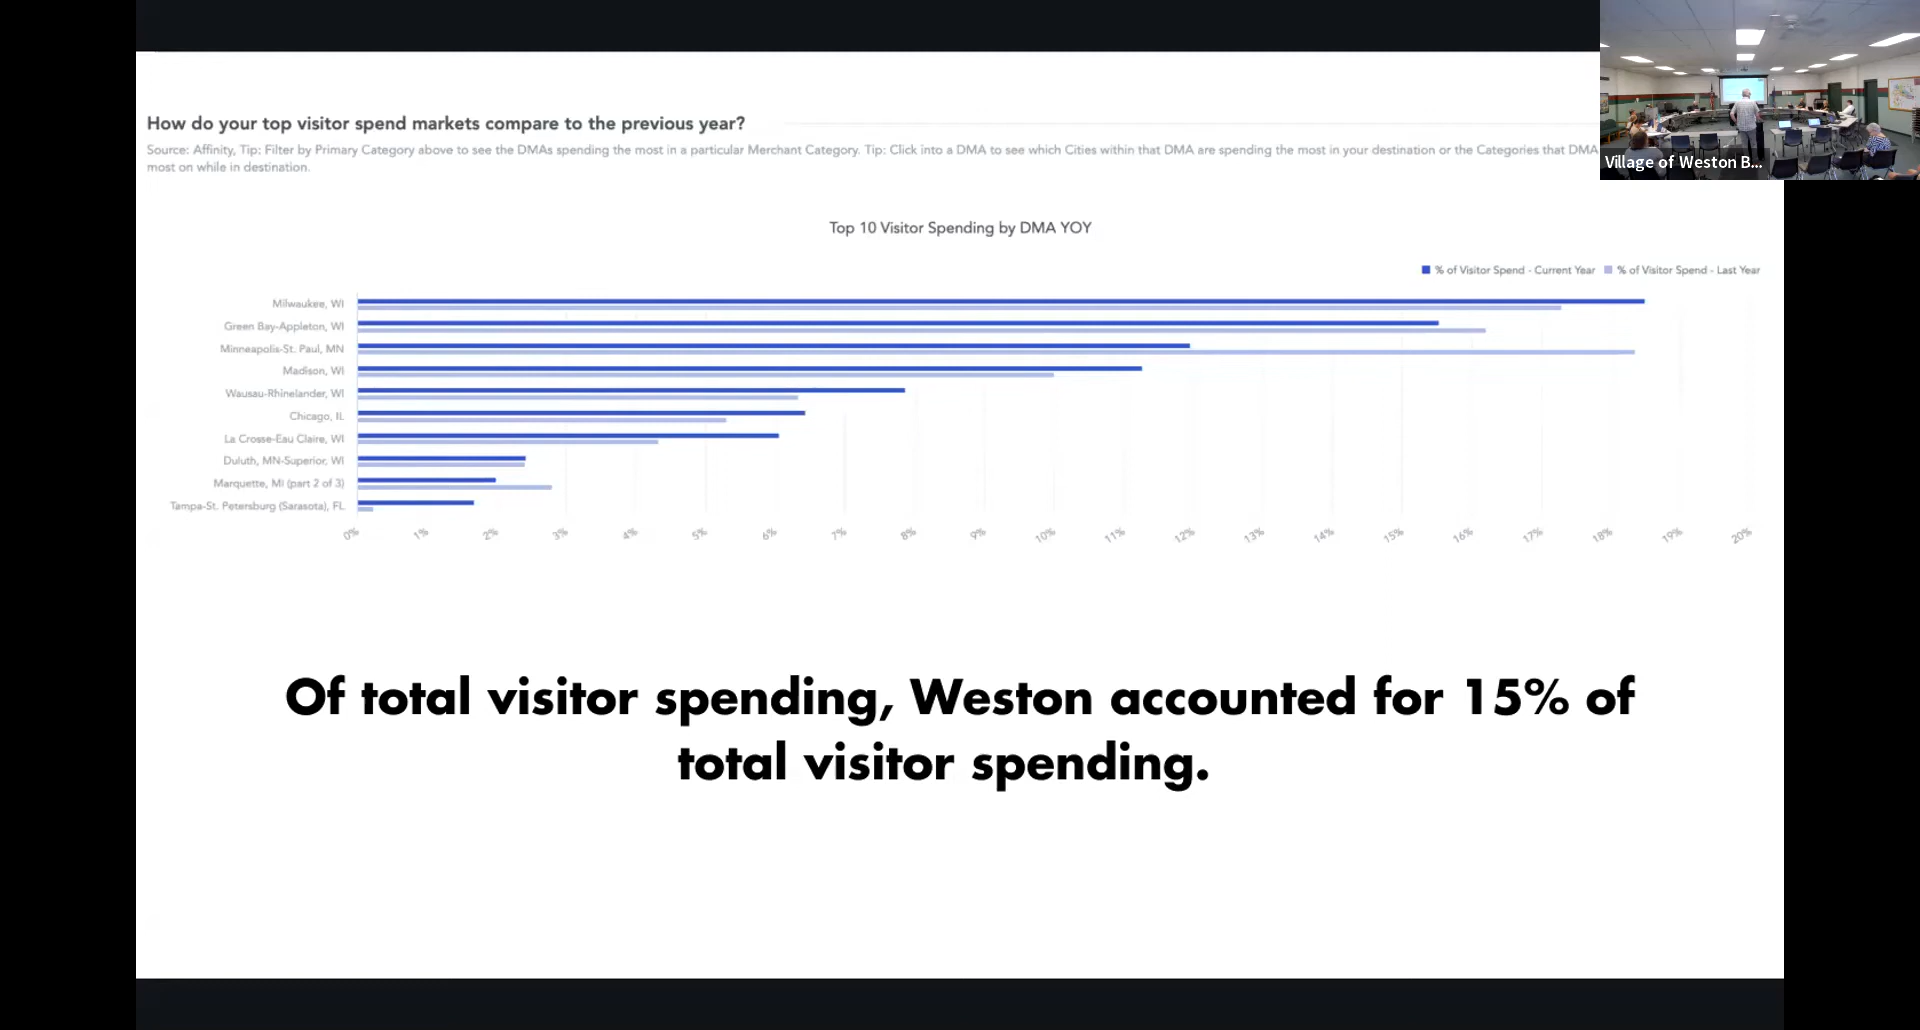 How do your top visitor spend markets compare to the previous year?
Source: Affinity, Tip: Filter by Primary Category above to see the DMAs spending the most in a particular Merchant Category. Tip: Click into a DMA to see which Cities within that DMA are spending the most in your destination or the Categories that DMA
most on while in destination.
Village of Weston B...
Top 10 Visitor Spending by DMA YOY
% of Visitor Spend - Current Year % of Visitor Spend - Last Year
Milwaukee, WI
Green Bay-Appleton, WI
Minneapolis-St. Paul, MN
Madison, WI
Wausau-Rhinelander, WI
Chicago, IL
La Crosse-Eau Claire, WI
Duluth, MN-Superior, WI
Marquette, MI (part 2 of 3)
Tampa-St. Petersburg (Sarasota), FL
0% 1% 2% 3% 4% 5% 6% 7% 8% 9% 10% 11% 12% 13% 14% 15% 16% 17% 18% 19% 20%
Of total visitor spending, Weston accounted for 15% of
total visitor spending.